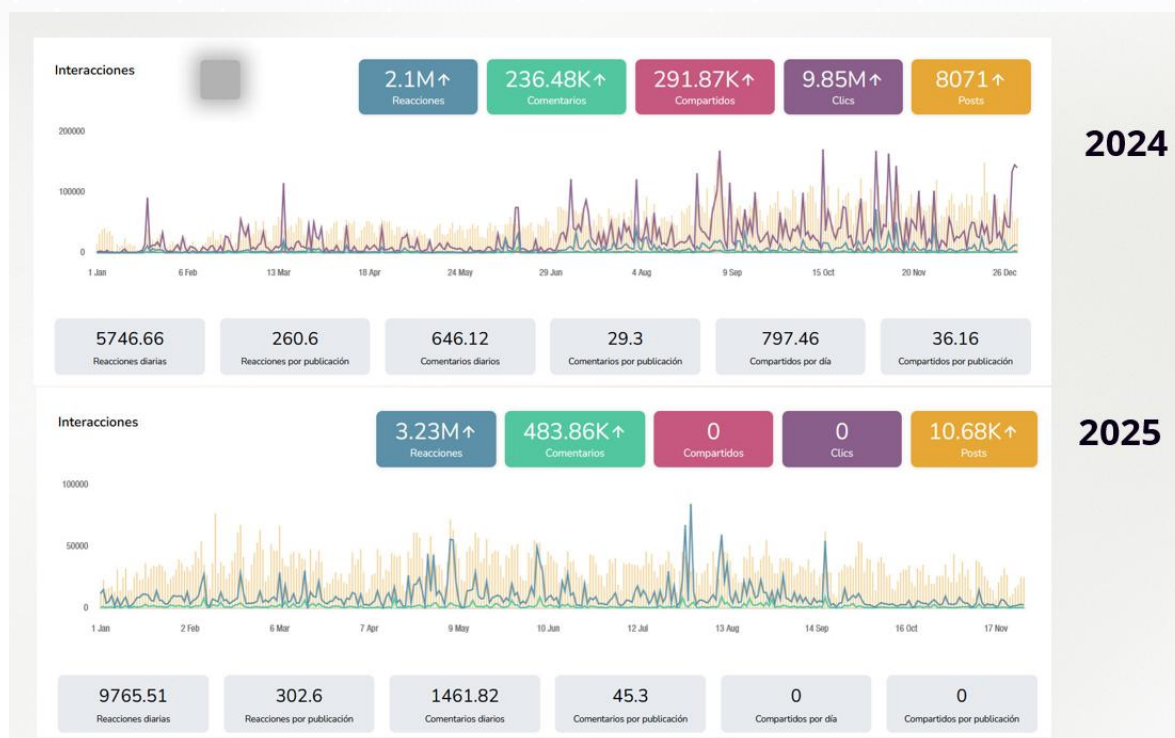 Interacciones
2.1M↑ 236.48K↑ 291.87K↑ 9.85M↑ 8071↑
Reacciones Comentarios Compartidos Clics Posts
2024
200000
100000
0
1 Jan 6 Feb 13 Mar 18 Apr 24 May 29 Jun 4 Aug 9 Sep 15 Oct 20 Nov 26 Dec
5746.66 260.6 646.12 29.3 797.46 36.16
Reacciones diarias Reacciones por publicación Comentarios diarios Comentarios por publicación Compartidos por día Compartidos por publicación
Interacciones
3.23M↑ 483.86K↑ 0 0 10.68K↑
Reacciones Comentarios Compartidos Clics Posts
2025
100000
50000
0
1 Jan 2 Feb 6 Mar 7 Apr 9 May 10 Jun 12 Jul 13 Aug 14 Sep 16 Oct 17 Nov
9765.51 302.6 1461.82 45.3 0 0
Reacciones diarias Reacciones por publicación Comentarios diarios Comentarios por publicación Compartidos por día Compartidos por publicación